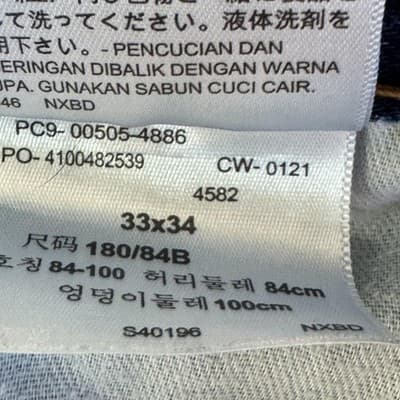 て洗ってください。液体洗剤を
用下さい。- PENCUCIAN DAN
ERINGAN DIBALIK DENGAN WARNA
UPA. GUNAKAN SABUN CUCI CAIR.
46 NXBD
PC9- 00505-4886
PO- 4100482539 CW- 0121
4582
33x34
尺码 180/84B
호칭 84-100 허리둘레 84cm
엉덩이둘레 100cm
S40196 NXBD